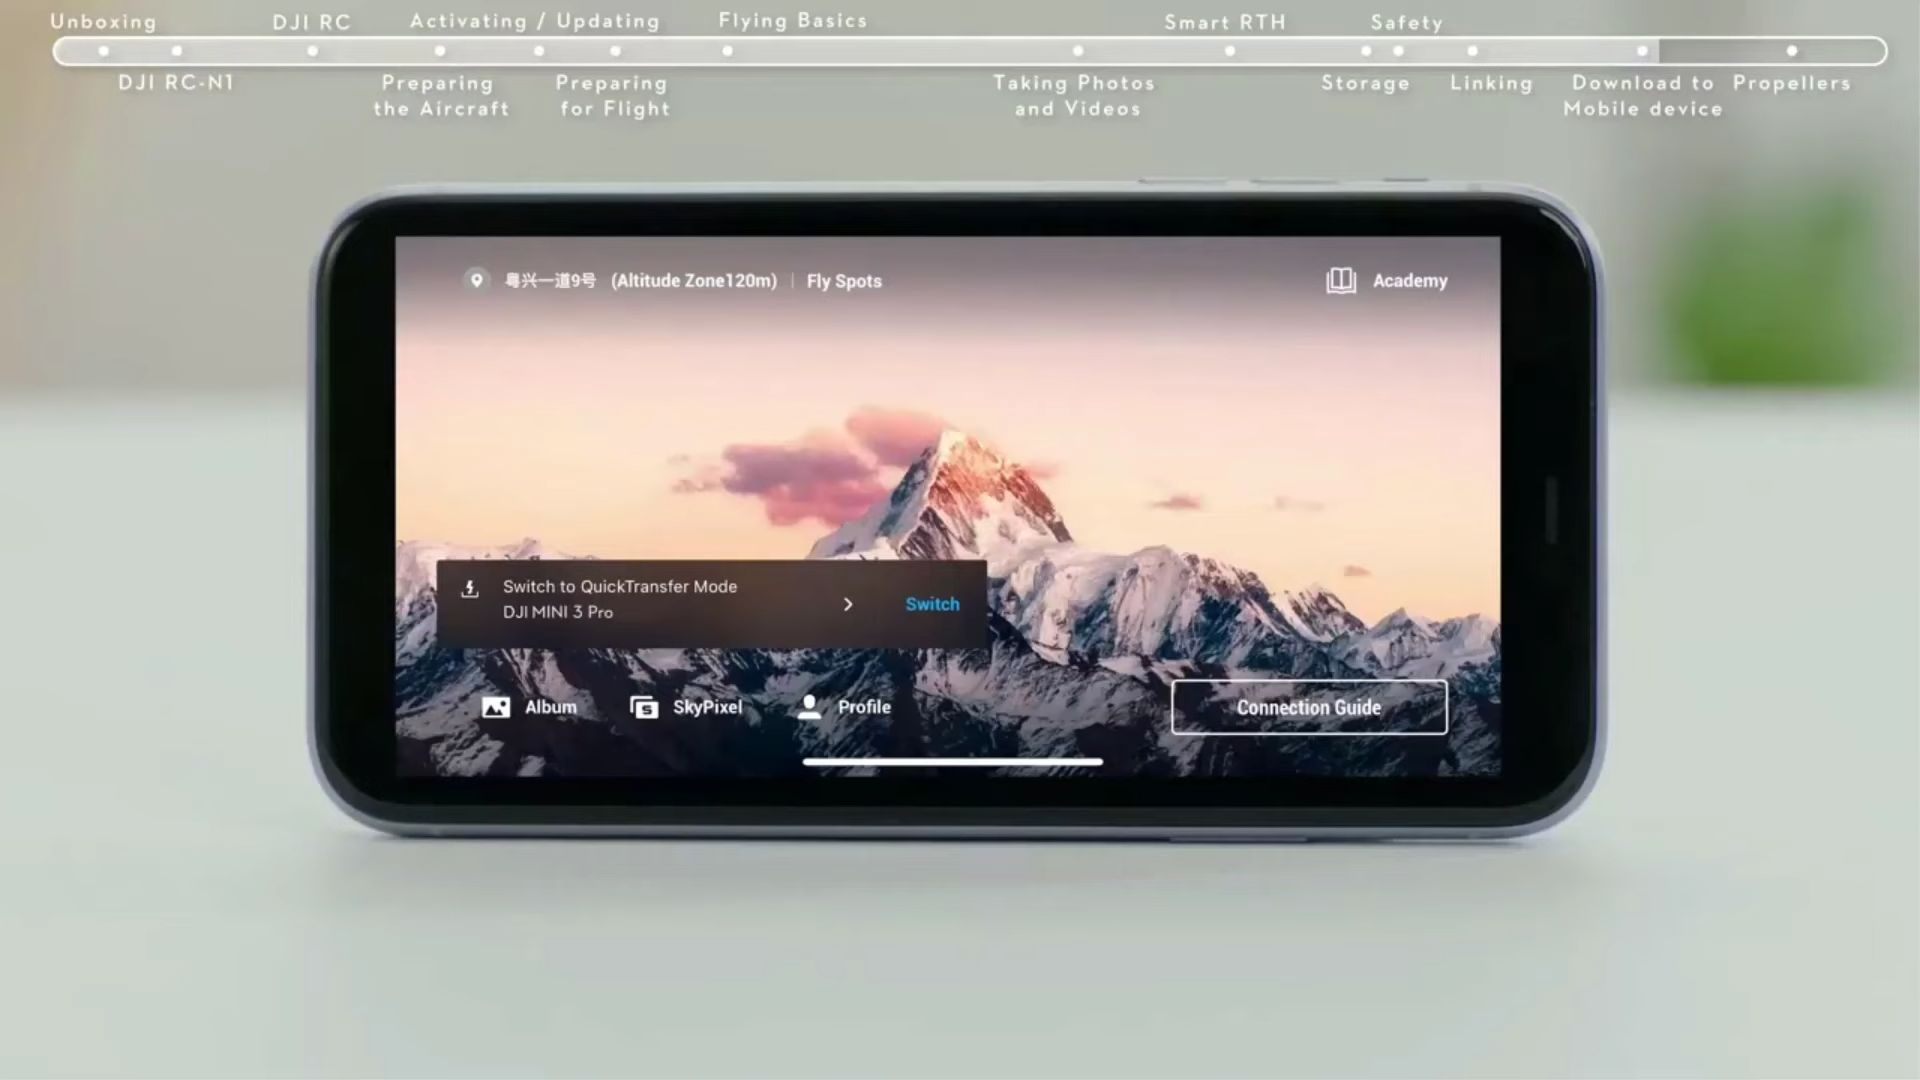 Unboxing
DJI RC
Activating / Updating
Flying Basics
Smart RTH
Safety
DJI RC-N1
Preparing
the Aircraft
Preparing
for Flight
Taking Photos
and Videos
Storage
Linking
Download to
Mobile device
Propellers
粤兴一道9号 (Altitude Zone120m) | Fly Spots
Academy
Switch to QuickTransfer Mode
DJI MINI 3 Pro
Switch
Album
SkyPixel
Profile
Connection Guide